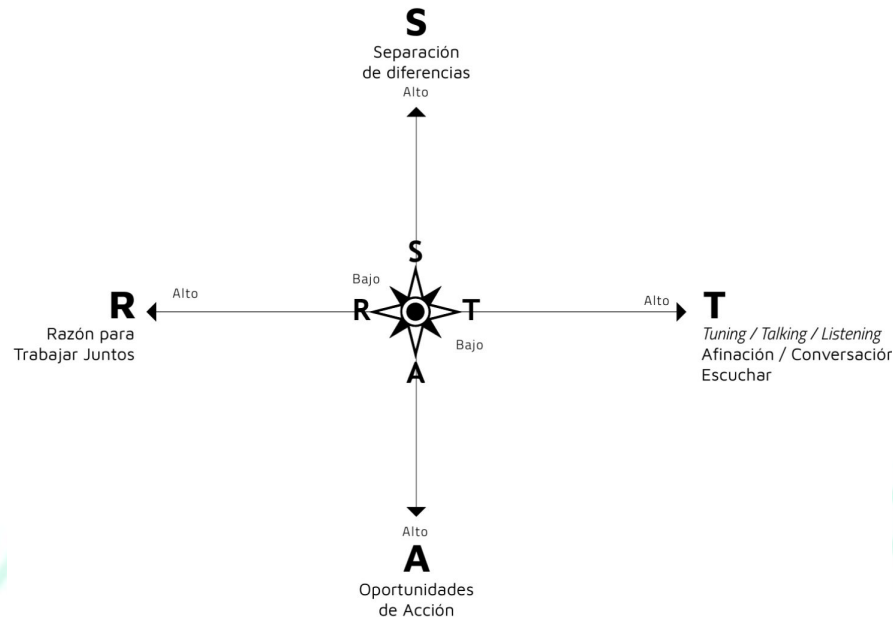 S
Separación
de diferencias
Alto
S
Bajo
R
Alto
R
T
Alto
T
Razón para
Trabajar Juntos
Bajo
Tuning / Talking / Listening
Afinación / Conversación
Escuchar
A
Alto
A
Oportunidades
de Acción